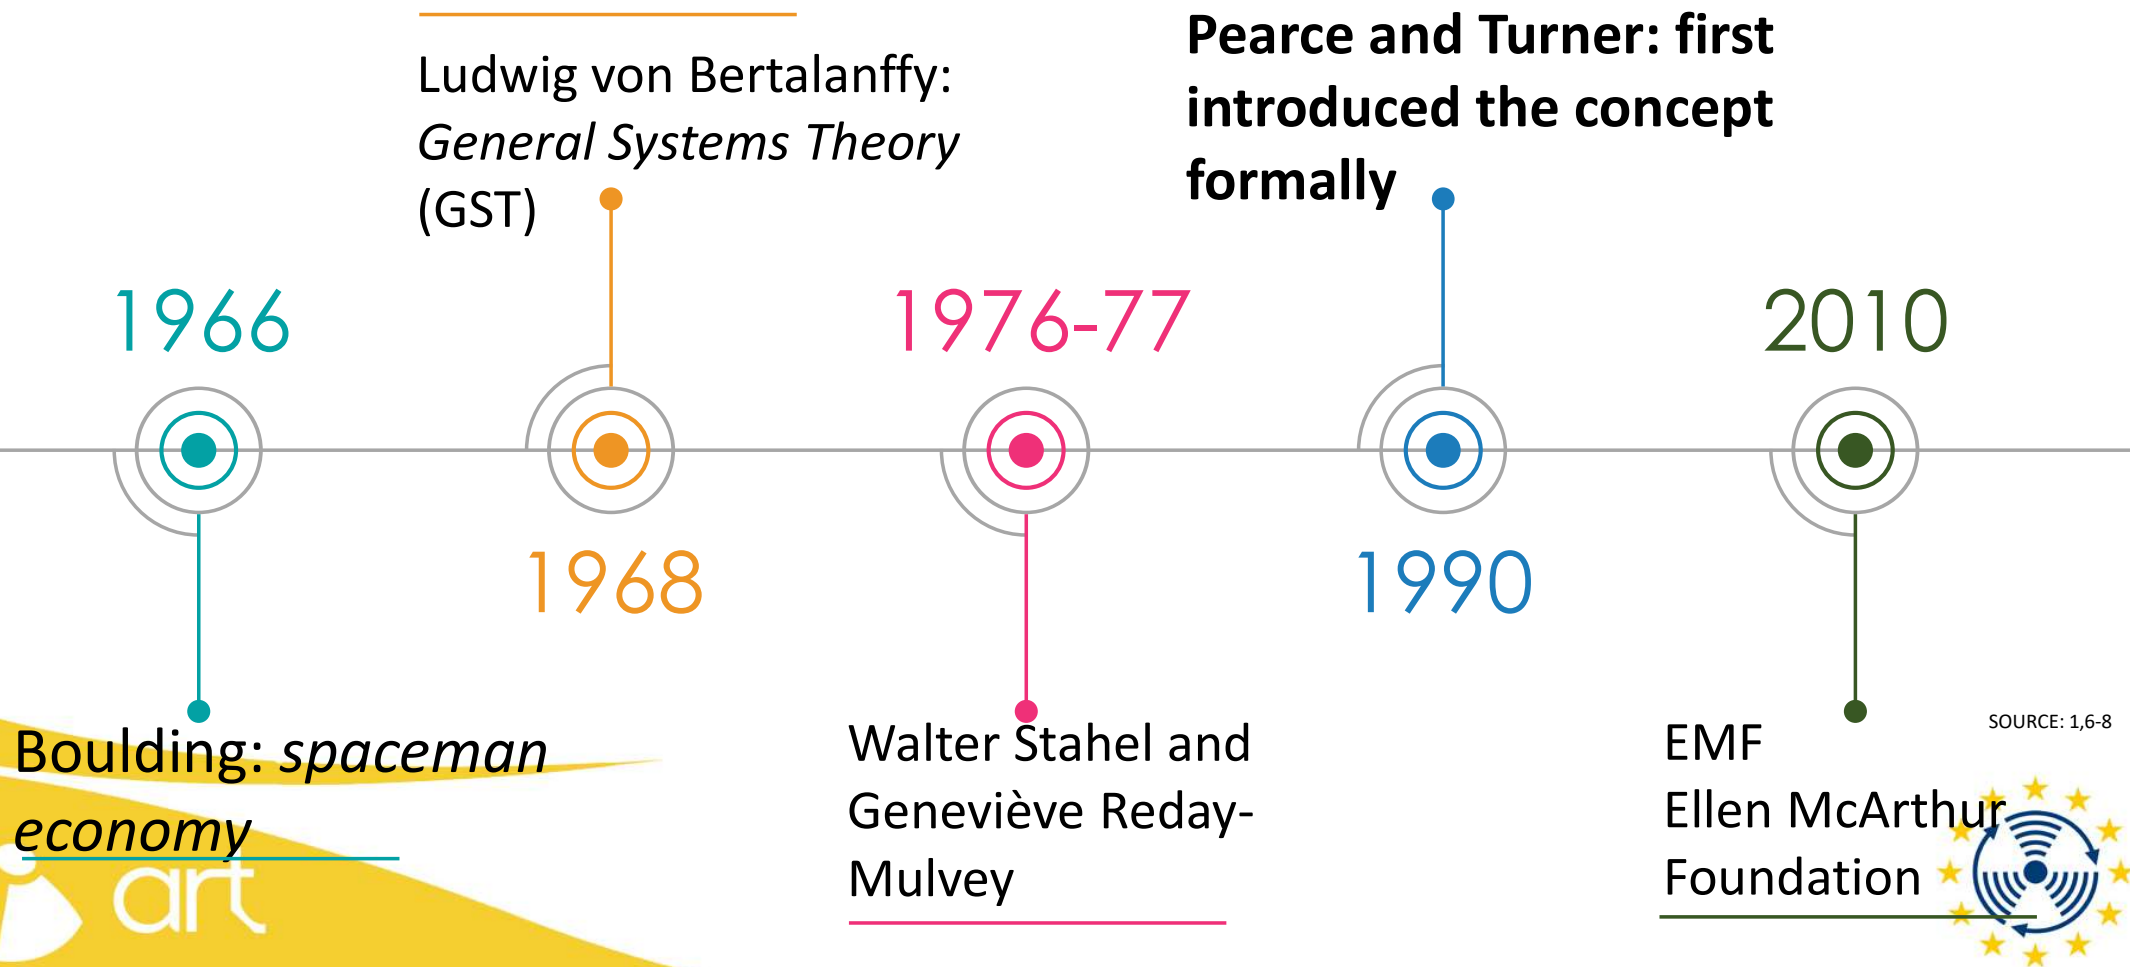 Ludwig von Bertalanffy:
General Systems Theory
(GST)
Pearce and Turner: first
introduced the concept
formally
1966
1976-77
2010
1968
1990
Boulding: spaceman
economy
Walter Stahel and
Geneviève Reday-
Mulvey
EMF
Ellen McArthur
Foundation
SOURCE: 1,6-8
art